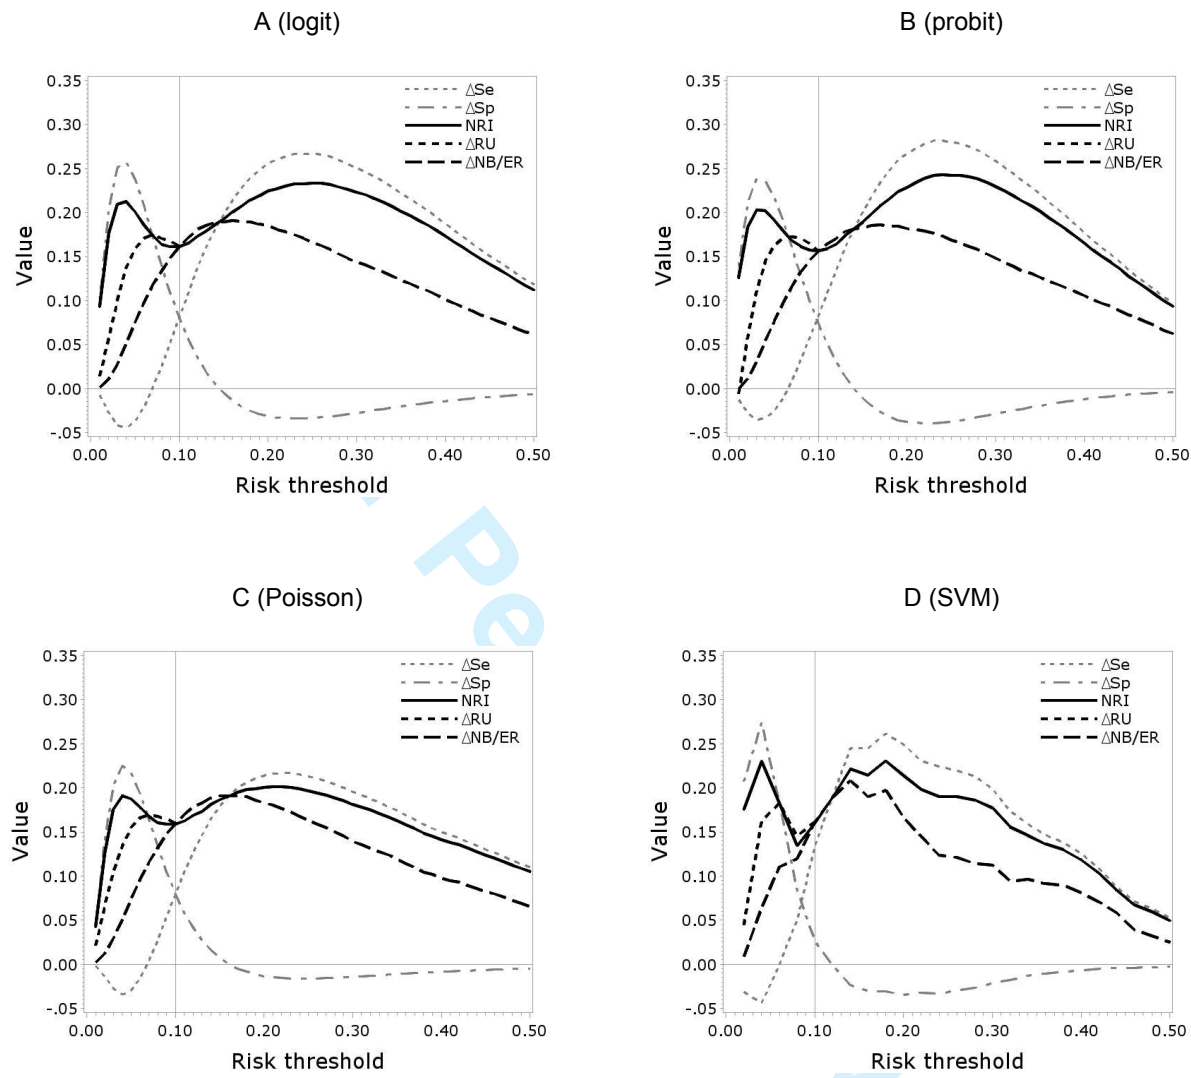 A (logit)
B (probit)
0.35
0.30
0.25
0.20
0.15
0.10
0.05
0.00
-.05
Value
ΔSe
ΔSp
NRI
ΔRU
ΔNB/ER
0.00 0.10 0.20 0.30 0.40 0.50
Risk threshold
0.35
0.30
0.25
0.20
0.15
0.10
0.05
0.00
-.05
Value
ΔSe
ΔSp
NRI
ΔRU
ΔNB/ER
0.00 0.10 0.20 0.30 0.40 0.50
Risk threshold
Pe
C (Poisson)
D (SVM)
0.35
0.30
0.25
0.20
0.15
0.10
0.05
0.00
-.05
Value
ΔSe
ΔSp
NRI
ΔRU
ΔNB/ER
0.00 0.10 0.20 0.30 0.40 0.50
Risk threshold
0.35
0.30
0.25
0.20
0.15
0.10
0.05
0.00
-.05
Value
ΔSe
ΔSp
NRI
ΔRU
ΔNB/ER
0.00 0.10 0.20 0.30 0.40 0.50
Risk threshold